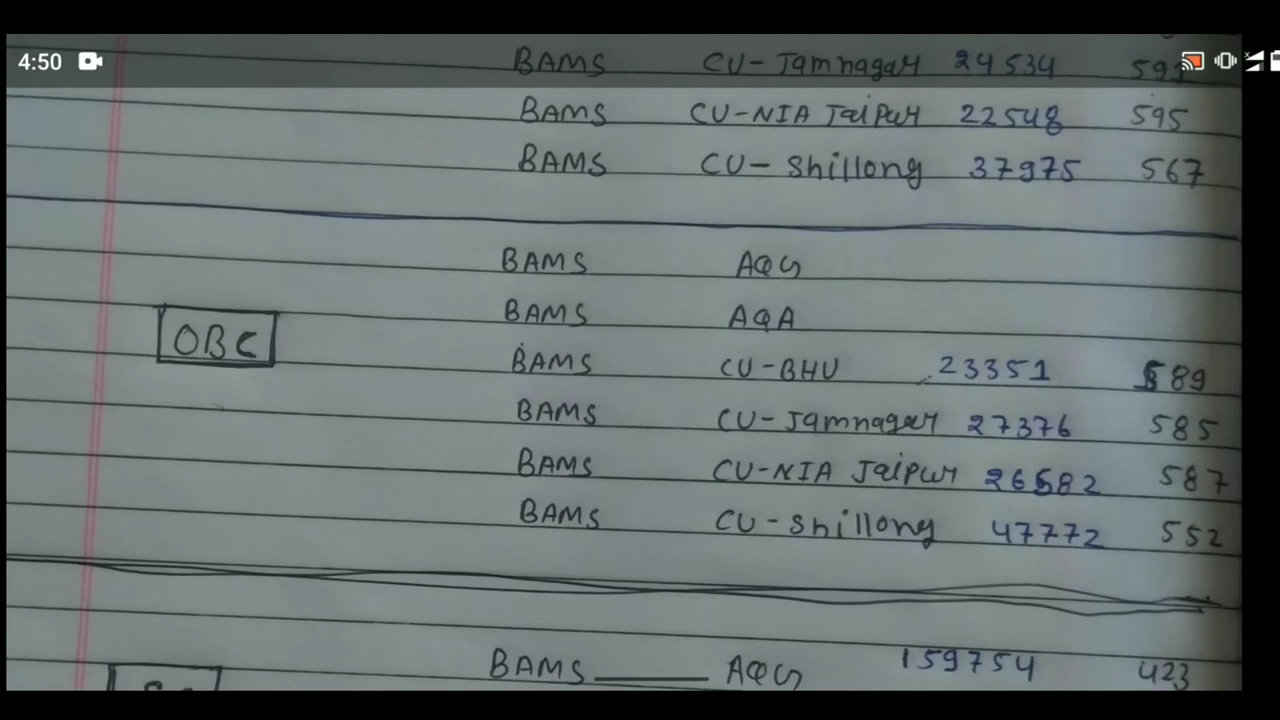 4:50
BAMS CU-Jamnagar 24534
BAMS CU-NIA Jaipur 22548 595
BAMS CU-Shillong 37975 567
BAMS AQG
BAMS AQA
OBC
BAMS CU-BHU 23351 589
BAMS CU-Jamnagar 27376 585
BAMS CU-NIA Jaipur 26582 587
BAMS CU-Shillong 47772 552
BAMS AQG 159754 423